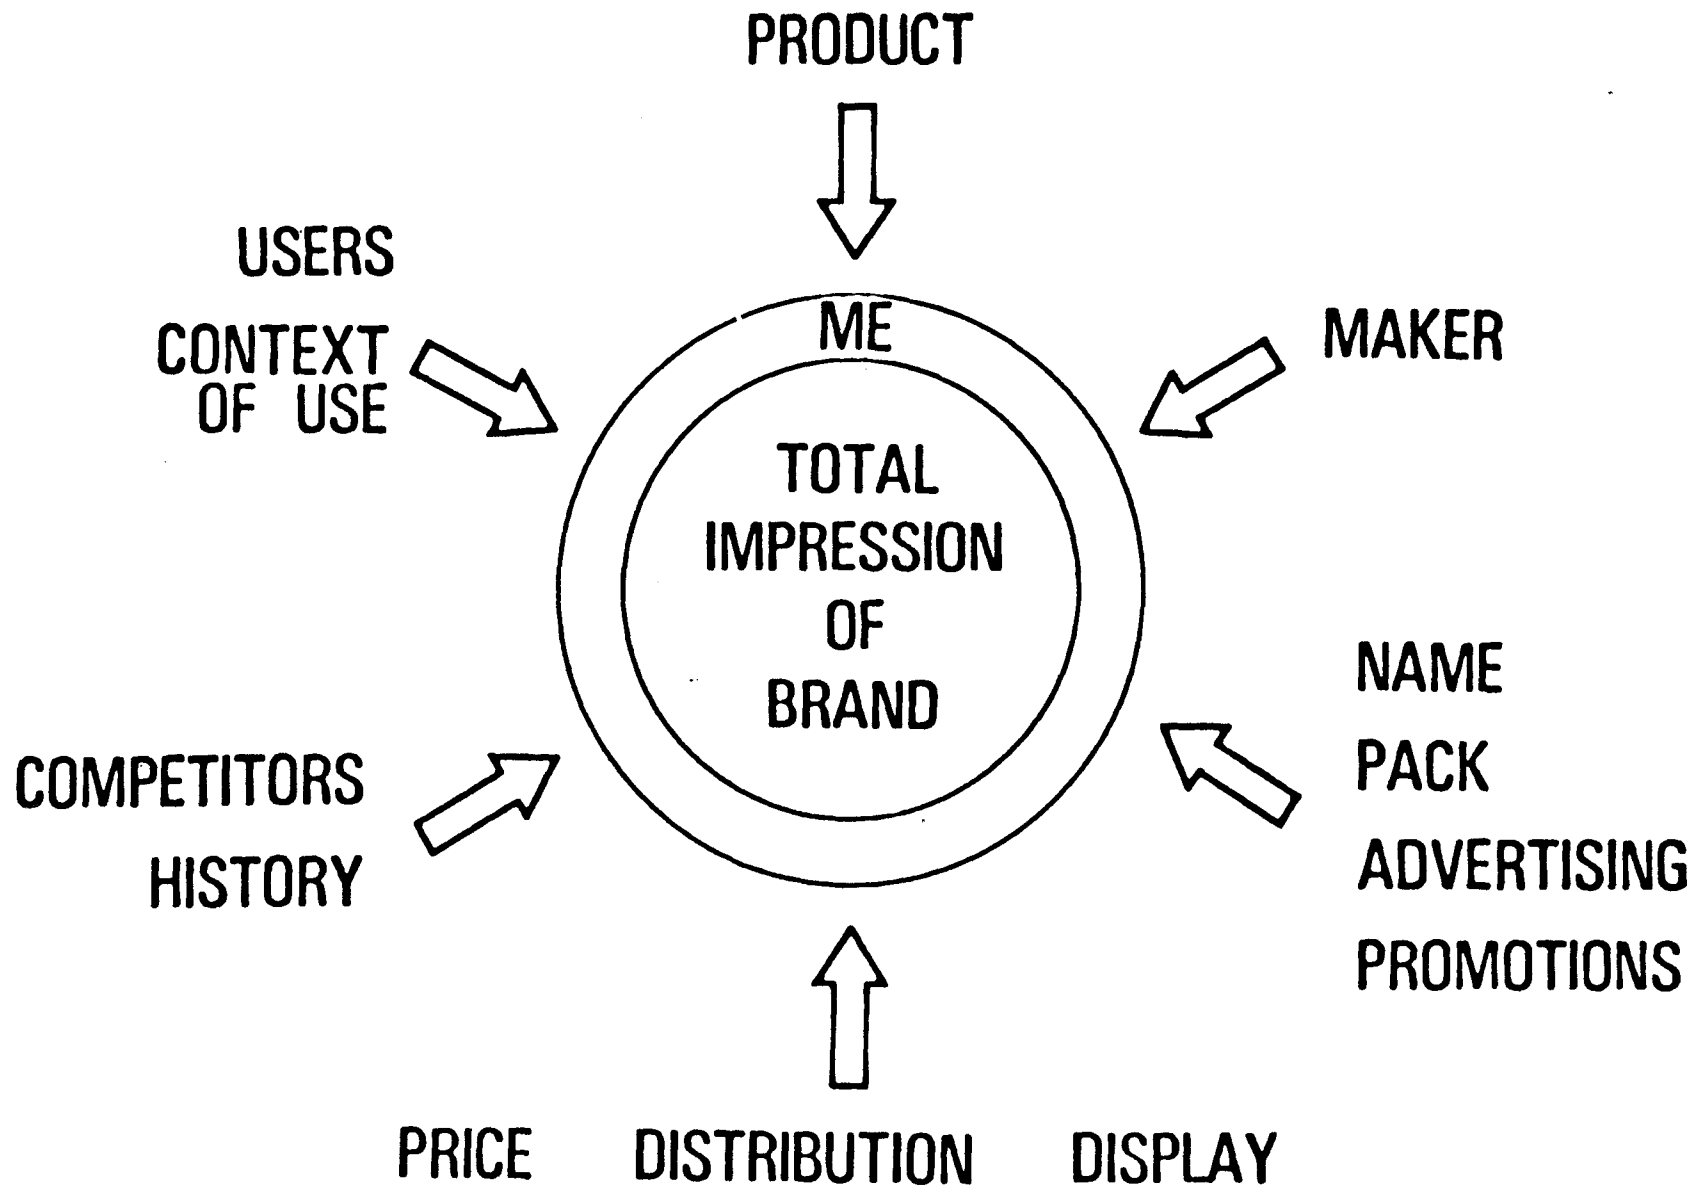 PRODUCT
USERS
CONTEXT
OF USE
ME
MAKER
TOTAL
IMPRESSION
OF
BRAND
NAME
PACK
ADVERTISING
PROMOTIONS
COMPETITORS
HISTORY
PRICE DISTRIBUTION DISPLAY